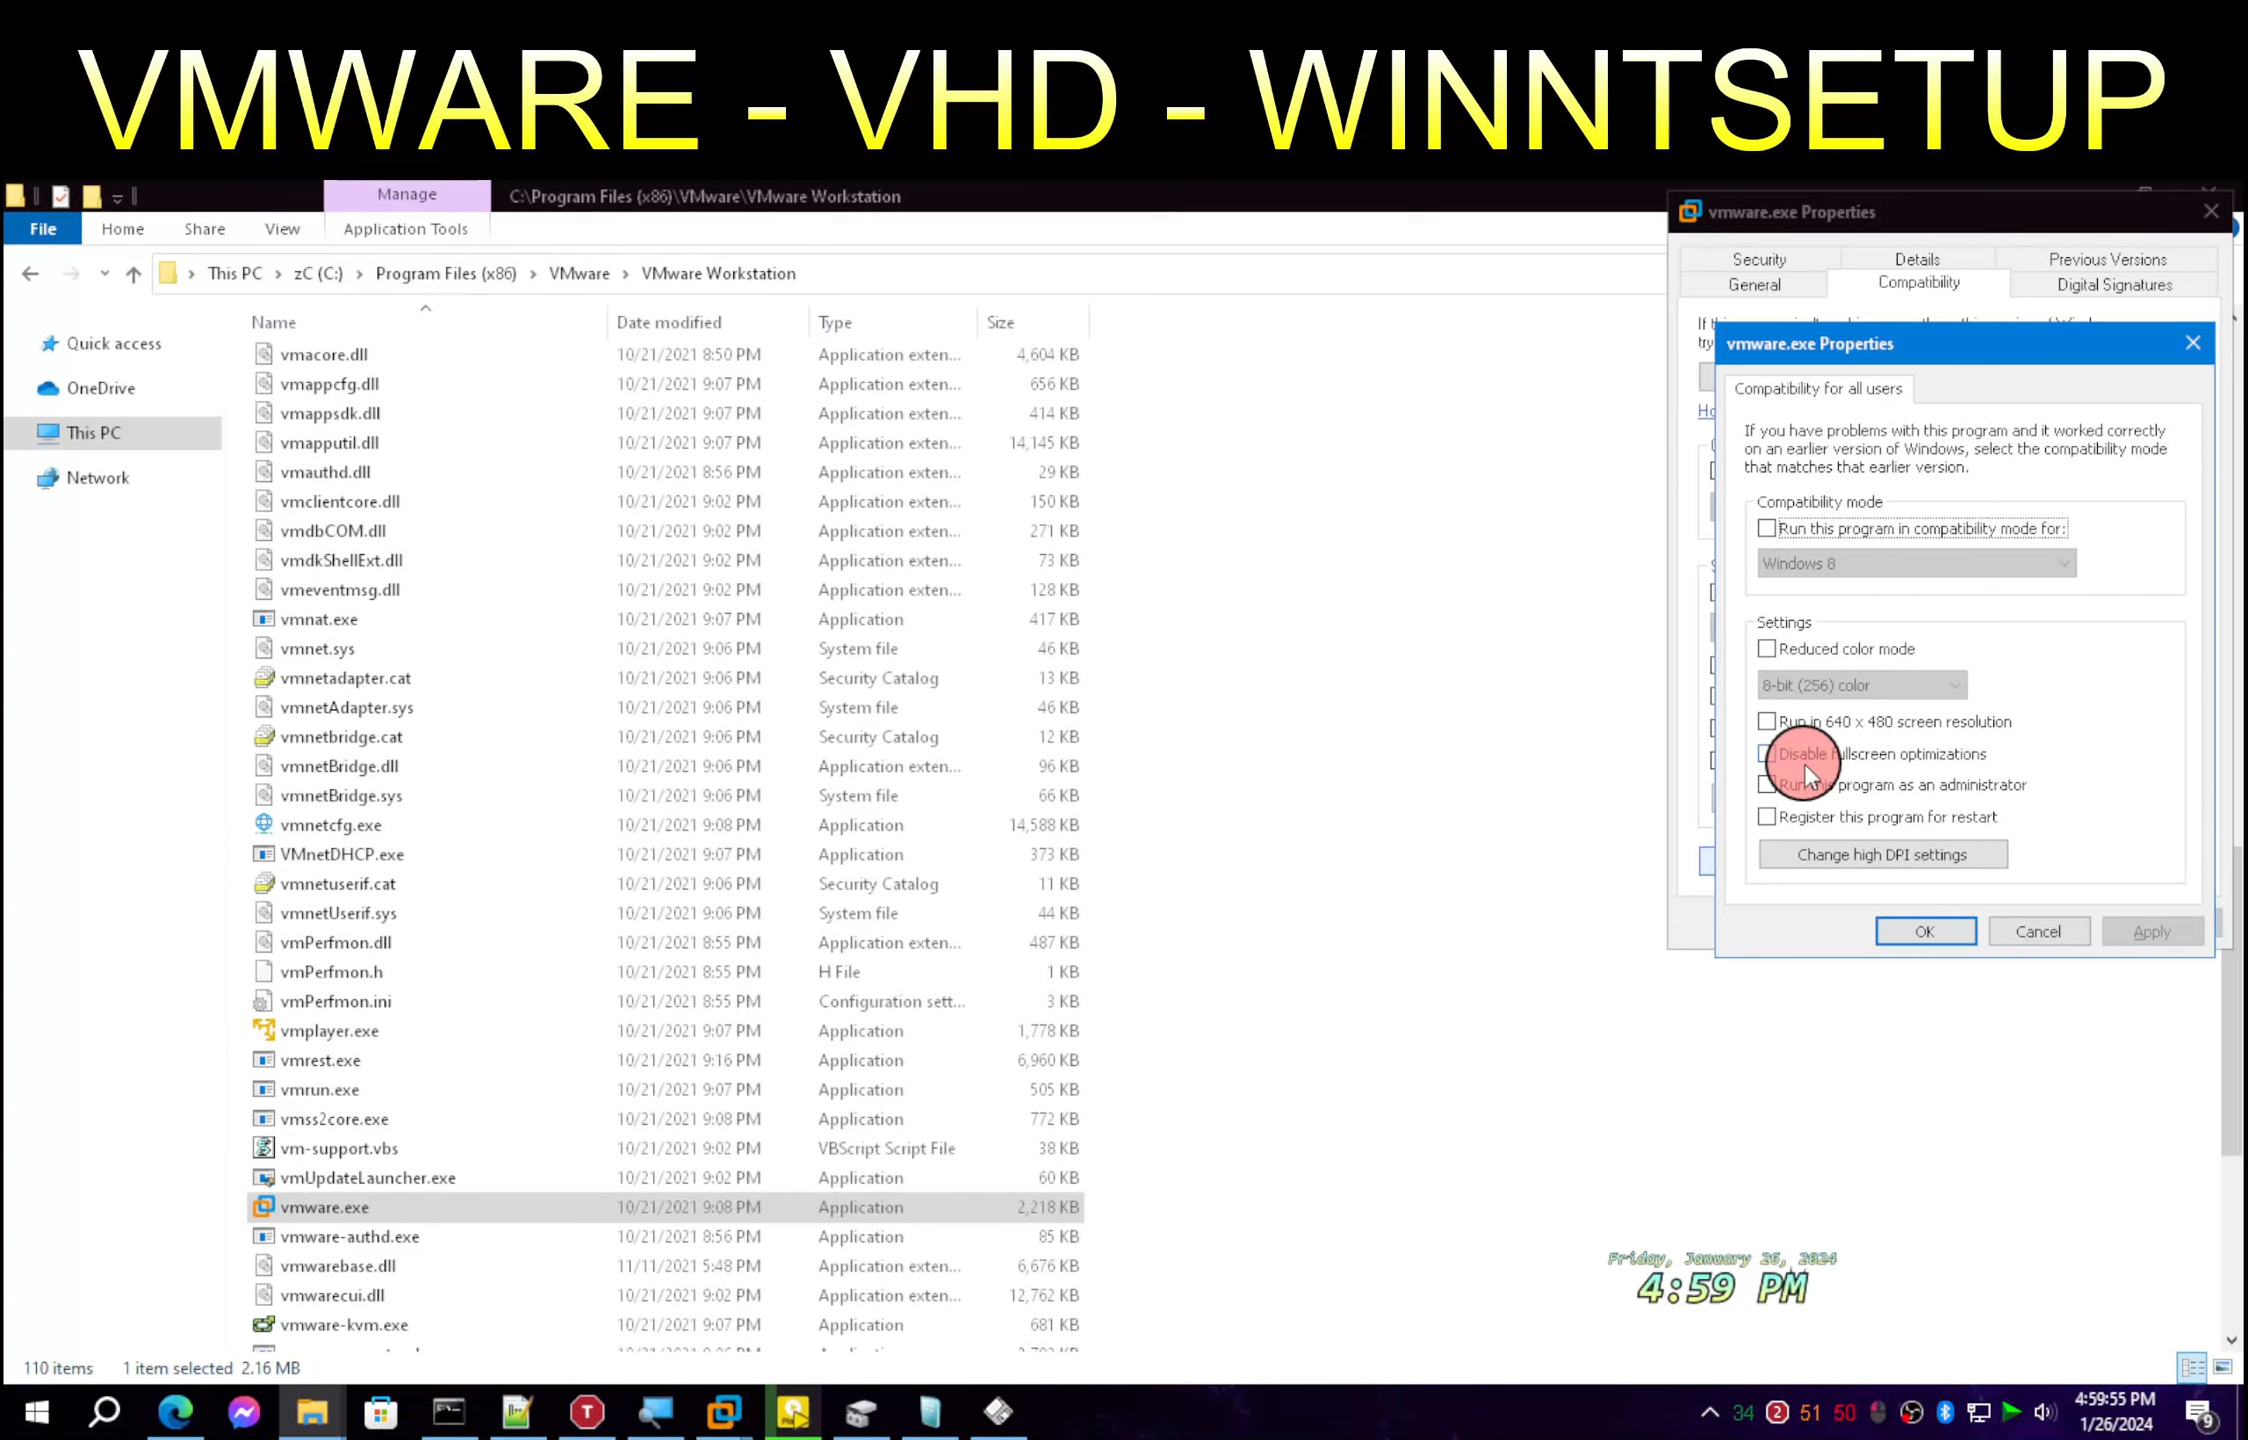 VMWARE - VHD - WINNTSETUP
Manage
C:\Program Files (x86)\VMware\VMware Workstation
File
Home
Share
View
Application Tools
This PC
zC (C:)
Program Files (x86)
VMware
VMware Workstation
Quick access
OneDrive
This PC
Network
Name Date modified Type Size
vmacore.dll 10/21/2021 8:50 PM Application exten... 4,604 KB
vmappcfg.dll 10/21/2021 9:07 PM Application exten... 656 KB
vmappsdk.dll 10/21/2021 9:07 PM Application exten... 414 KB
vmapputil.dll 10/21/2021 9:07 PM Application exten... 14,145 KB
vmauthd.dll 10/21/2021 8:56 PM Application exten... 29 KB
vmclientcore.dll 10/21/2021 9:02 PM Application exten... 150 KB
vmdbCOM.dll 10/21/2021 9:02 PM Application exten... 271 KB
vmdkShellExt.dll 10/21/2021 9:02 PM Application exten... 73 KB
vmeventmsg.dll 10/21/2021 9:02 PM Application exten... 128 KB
vmnat.exe 10/21/2021 9:07 PM Application 417 KB
vmnet.sys 10/21/2021 9:06 PM System file 46 KB
vmnetadapter.cat 10/21/2021 9:06 PM Security Catalog 13 KB
vmnetAdapter.sys 10/21/2021 9:06 PM System file 46 KB
vmnetbridge.cat 10/21/2021 9:06 PM Security Catalog 12 KB
vmnetBridge.dll 10/21/2021 9:06 PM Application exten... 96 KB
vmnetBridge.sys 10/21/2021 9:06 PM System file 66 KB
vmnetcfg.exe 10/21/2021 9:08 PM Application 14,588 KB
VMnetDHCP.exe 10/21/2021 9:07 PM Application 373 KB
vmnetuserif.cat 10/21/2021 9:06 PM Security Catalog 11 KB
vmnetUserif.sys 10/21/2021 9:06 PM System file 44 KB
vmPerfmon.dll 10/21/2021 8:55 PM Application exten... 487 KB
vmPerfmon.h 10/21/2021 8:55 PM H File 1 KB
vmPerfmon.ini 10/21/2021 8:55 PM Configuration sett... 3 KB
vmplayer.exe 10/21/2021 9:07 PM Application 1,778 KB
vmrest.exe 10/21/2021 9:16 PM Application 6,960 KB
vmrun.exe 10/21/2021 9:07 PM Application 505 KB
vmss2core.exe 10/21/2021 9:08 PM Application 772 KB
vm-support.vbs 10/21/2021 9:02 PM VBScript Script File 38 KB
vmUpdateLauncher.exe 10/21/2021 9:07 PM Application 60 KB
vmware.exe 10/21/2021 9:08 PM Application 2,218 KB
vmware-authd.exe 10/21/2021 8:56 PM Application 85 KB
vmwarebase.dll 11/11/2021 5:48 PM Application exten... 6,676 KB
vmwarecui.dll 10/21/2021 9:02 PM Application exten... 12,762 KB
vmware-kvm.exe 10/21/2021 9:07 PM Application 681 KB
110 items 1 item selected 2.16 MB
vmware.exe Properties
Security
Details
Previous Versions
General
Compatibility
Digital Signatures
vmware.exe Properties
Compatibility for all users
If you have problems with this program and it worked correctly
on an earlier version of Windows, select the compatibility mode
that matches that earlier version.
Compatibility mode
Run this program in compatibility mode for:
Windows 8
Settings
Reduced color mode
8-bit (256) color
Run in 640 x 480 screen resolution
Disable fullscreen optimizations
Run this program as an administrator
Register this program for restart
Change high DPI settings
OK
Cancel
Apply
Friday, January 26, 2024
4:59 PM
34
2
51
50
4:59:55 PM
1/26/2024
9